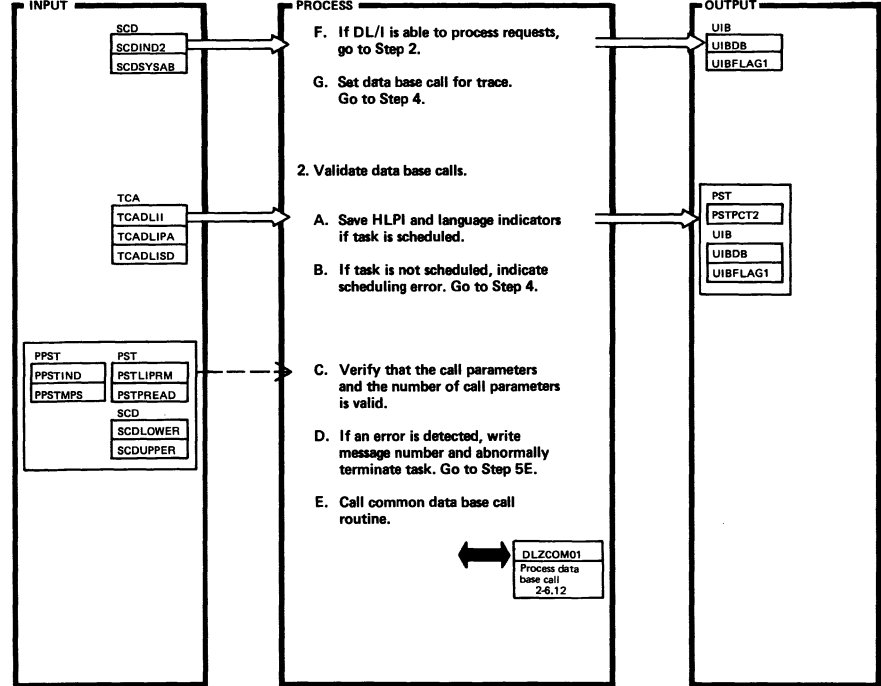 INPUT
PROCESS
OUTPUT
SCD
SCDIND2
SCDSYSAB
F. If DL/I is able to process requests,
go to Step 2.
G. Set data base call for trace.
Go to Step 4.
UIB
UIBDB
UIBFLAG1
2. Validate data base calls.
TCA
TCADLII
TCADLIPA
TCADLISD
A. Save HLPI and language indicators
if task is scheduled.
B. If task is not scheduled, indicate
scheduling error. Go to Step 4.
PST
PSTPCT2
UIB
UIBDB
UIBFLAG1
PPST
PPSTIND
PPSTMPS
PST
PSTLIPRM
PSTPREAD
SCD
SCDLOWER
SCDUPPER
C. Verify that the call parameters
and the number of call parameters
is valid.
D. If an error is detected, write
message number and abnormally
terminate task. Go to Step 5E.
E. Call common data base call
routine.
DLZCOM01
Process data
base call
2-6.12